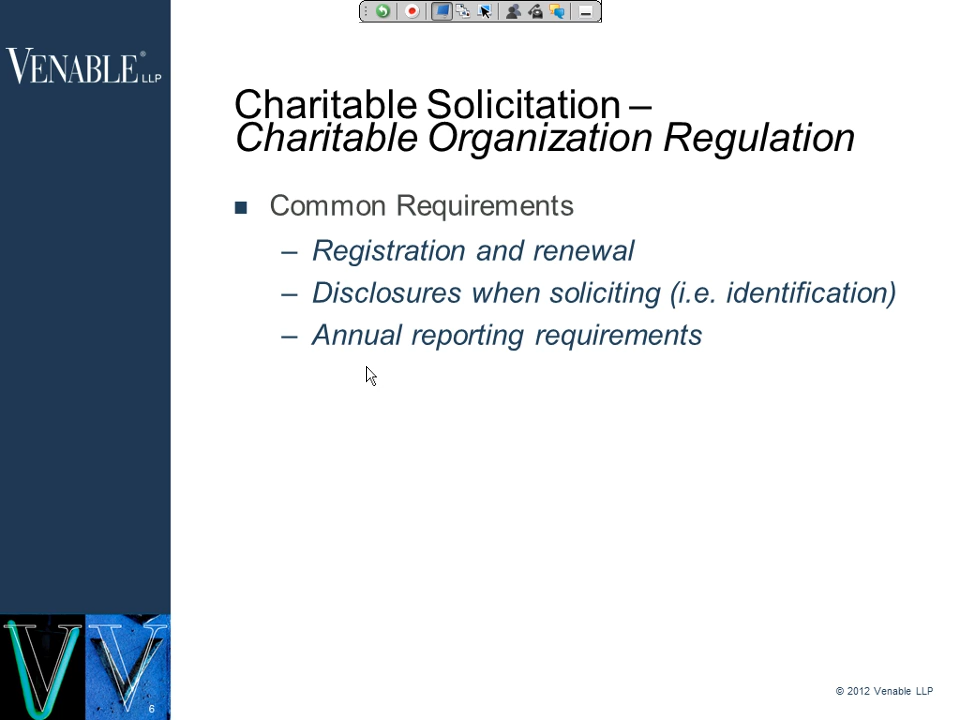 VENABLE® LLP
Charitable Solicitation –
Charitable Organization Regulation
■ Common Requirements
– Registration and renewal
– Disclosures when soliciting (i.e. identification)
– Annual reporting requirements
V V
6
© 2012 Venable LLP